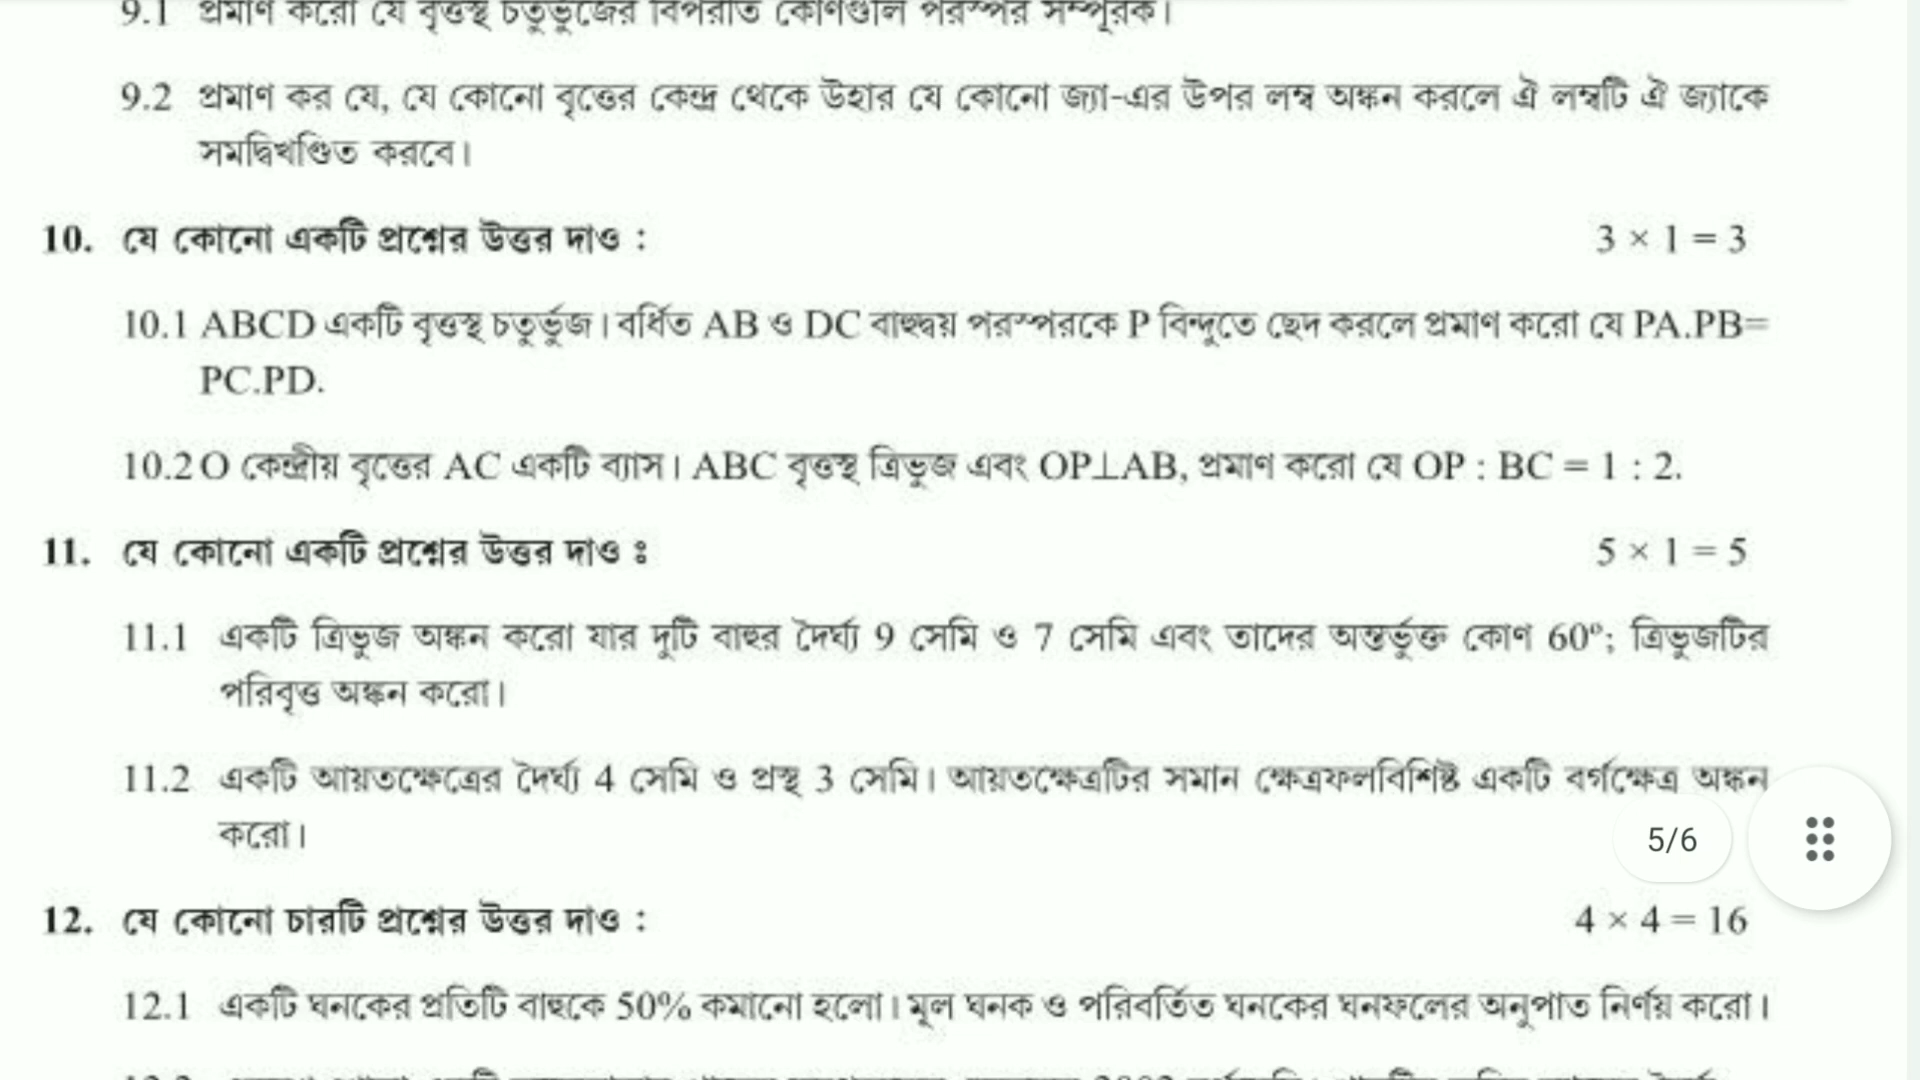 9.1 প্রমাণ করো যে বৃত্তস্থ চতুর্ভুজের বিপরীত কোণগুলি পরস্পর সম্পূরক।
9.2 প্রমাণ কর যে, যে কোনো বৃত্তের কেন্দ্র থেকে উহার যে কোনো জ্যা-এর উপর লম্ব অঙ্কন করলে ঐ লম্বটি ঐ জ্যাকে
সমদ্বিখণ্ডিত করবে।
10. যে কোনো একটি প্রশ্নের উত্তর দাও : 3 × 1 = 3
10.1 ABCD একটি বৃত্তস্থ চতুর্ভুজ। বর্ধিত AB ও DC বাহুদ্বয় পরস্পরকে P বিন্দুতে ছেদ করলে প্রমাণ করো যে PA.PB=
PC.PD.
10.2 O কেন্দ্রীয় বৃত্তের AC একটি ব্যাস। ABC বৃত্তস্থ ত্রিভুজ এবং OP⊥AB, প্রমাণ করো যে OP : BC = 1 : 2.
11. যে কোনো একটি প্রশ্নের উত্তর দাও ঃ 5 × 1 = 5
11.1 একটি ত্রিভুজ অঙ্কন করো যার দুটি বাহুর দৈর্ঘ্য 9 সেমি ও 7 সেমি এবং তাদের অন্তর্ভুক্ত কোণ 60º; ত্রিভুজটির
পরিবৃত্ত অঙ্কন করো।
11.2 একটি আয়তক্ষেত্রের দৈর্ঘ্য 4 সেমি ও প্রস্থ 3 সেমি। আয়তক্ষেত্রটির সমান ক্ষেত্রফলবিশিষ্ট একটি বর্গক্ষেত্র অঙ্কন
করো।
5/6
12. যে কোনো চারটি প্রশ্নের উত্তর দাও : 4 × 4 = 16
12.1 একটি ঘনকের প্রতিটি বাহুকে 50% কমানো হলো। মূল ঘনক ও পরিবর্তিত ঘনকের ঘনফলের অনুপাত নির্ণয় করো।